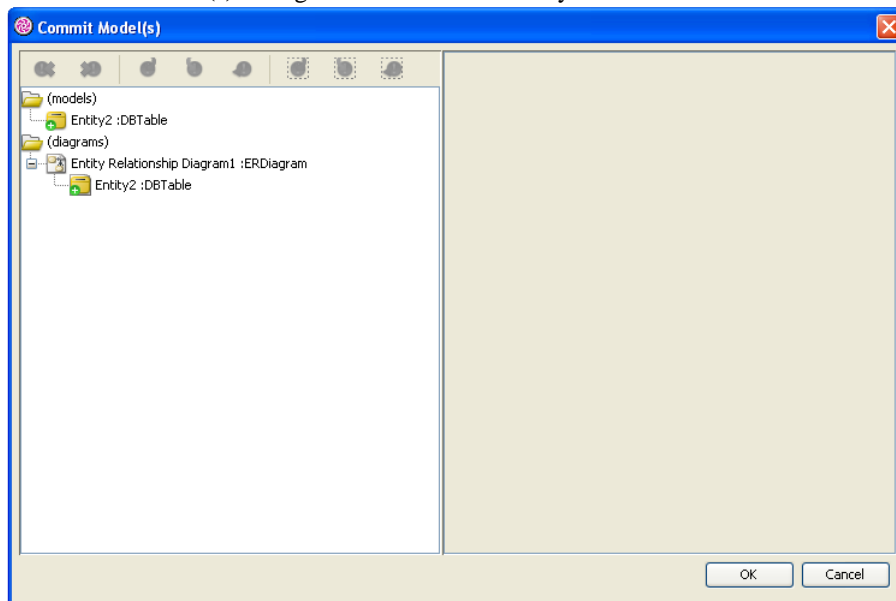 Commit Model(s)
(models)
Entity2 :DBTable
(diagrams)
Entity Relationship Diagram1 :ERDiagram
Entity2 :DBTable
OK Cancel